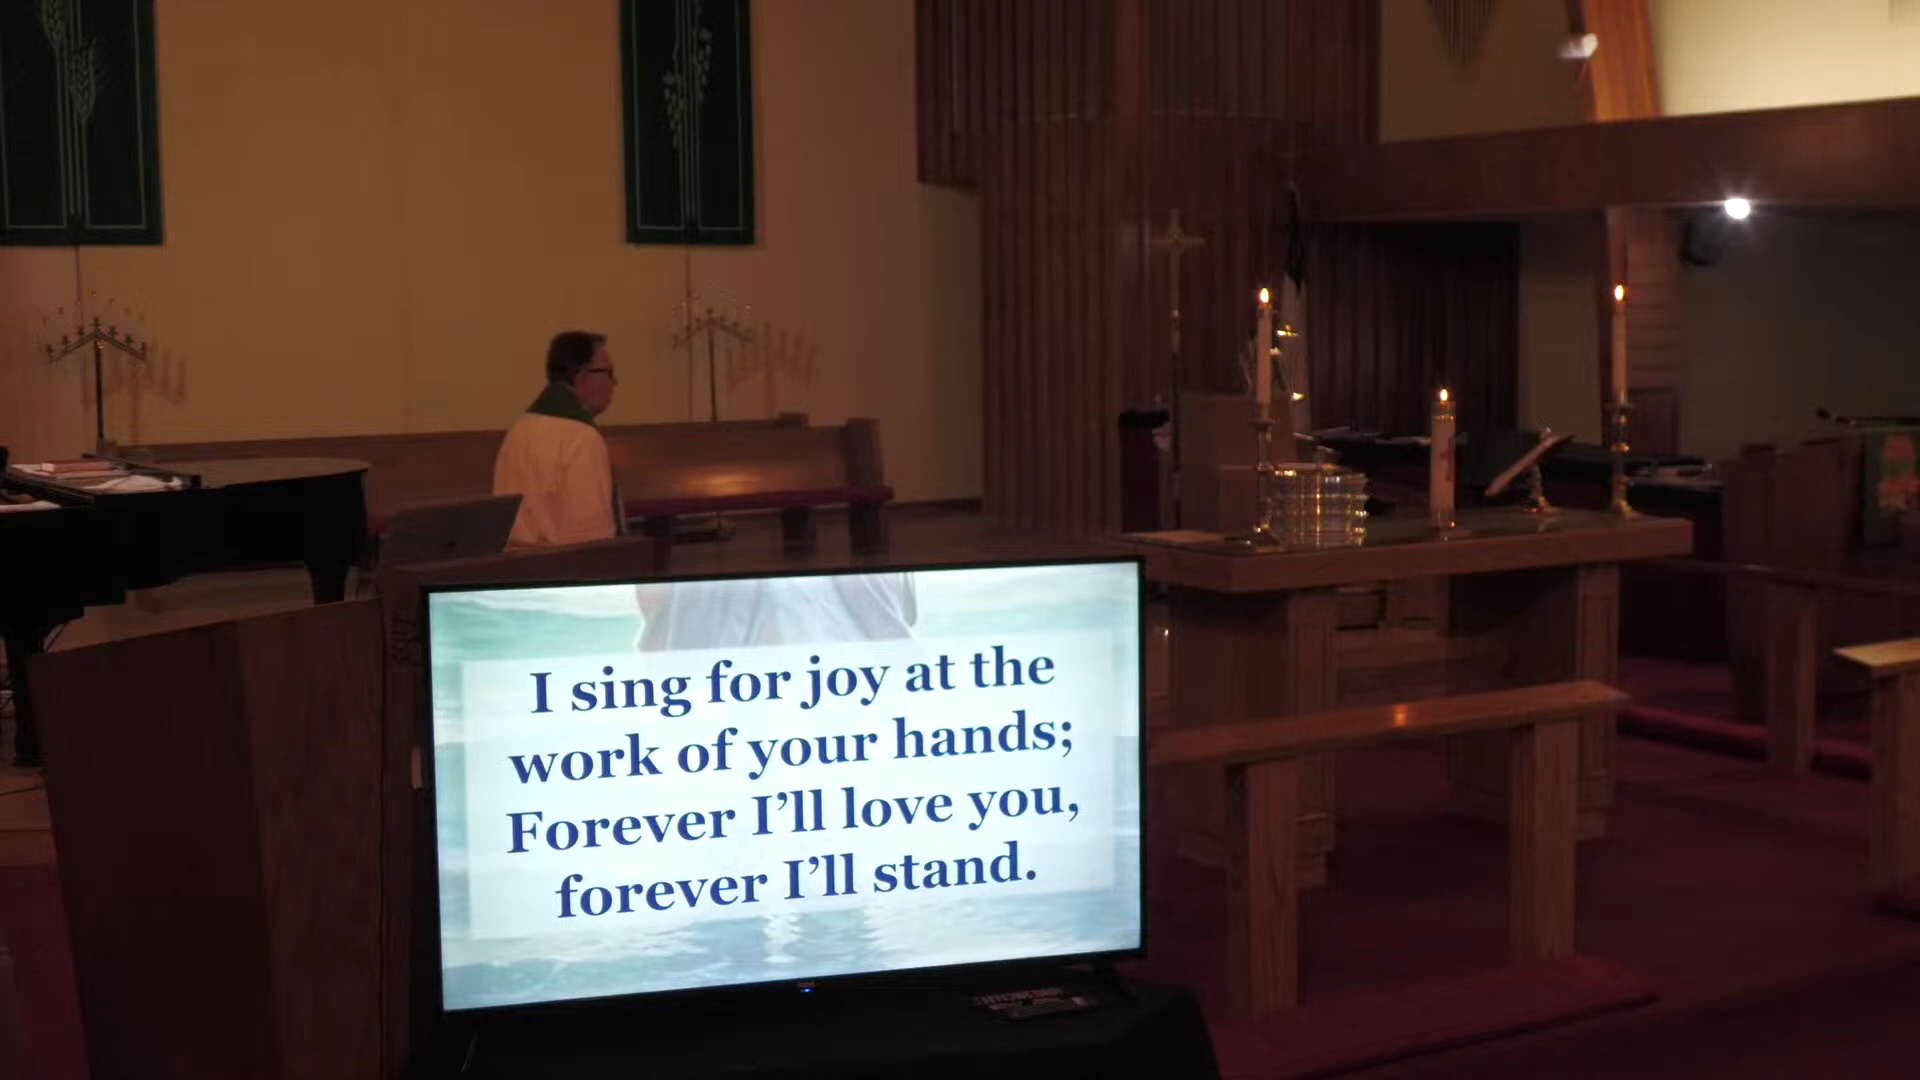 I sing for joy at the
work of your hands;
Forever I’ll love you,
forever I’ll stand.